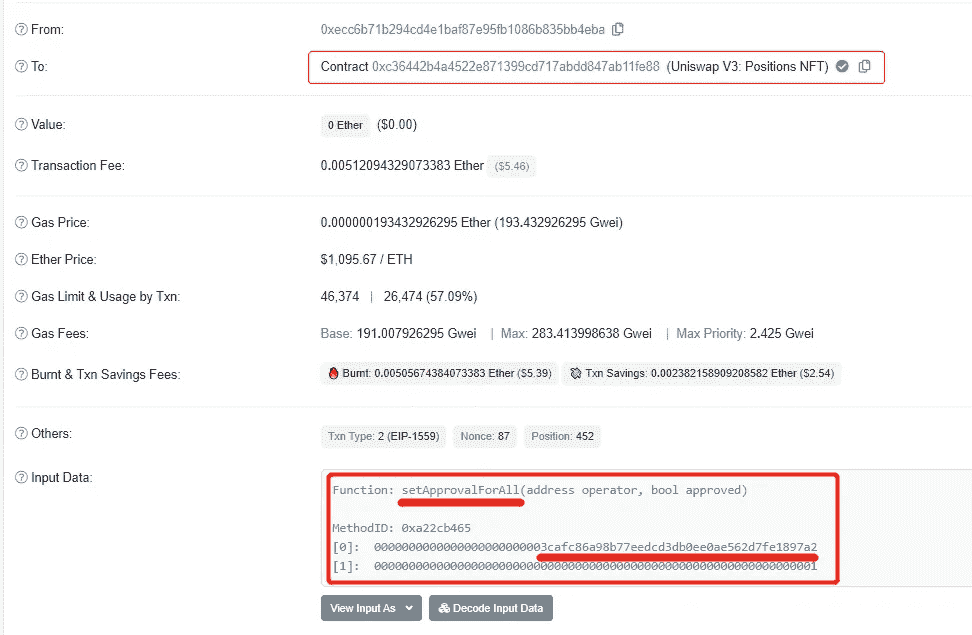 From: 0xecc6b71b294cd4e1baf87e95fb1086b835bb4eba
To: Contract 0xc36442b4a4522e871399cd717abdd847ab11fe88 (Uniswap V3: Positions NFT)
Value: 0 Ether ($0.00)
Transaction Fee: 0.00512094329073383 Ether ($5.46)
Gas Price: 0.000000193432926295 Ether (193.432926295 Gwei)
Ether Price: $1,095.67 / ETH
Gas Limit & Usage by Txn: 46,374 | 26,474 (57.09%)
Gas Fees: Base: 191.007926295 Gwei | Max: 283.413998638 Gwei | Max Priority: 2.425 Gwei
Burnt & Txn Savings Fees: Burnt: 0.00505674384073383 Ether ($5.39) Txn Savings: 0.002382158909208582 Ether ($2.54)
Others: Txn Type: 2 (EIP-1559) Nonce: 87 Position: 452
Input Data:
Function: setApprovalForAll(address operator, bool approved)
MethodID: 0xa22cb465
[0]: 0000000000000000000000003cafc86a98b77eedcd3db0ee0ae562d7fe1897a2
[1]: 0000000000000000000000000000000000000000000000000000000000000001
View Input As Decode Input Data